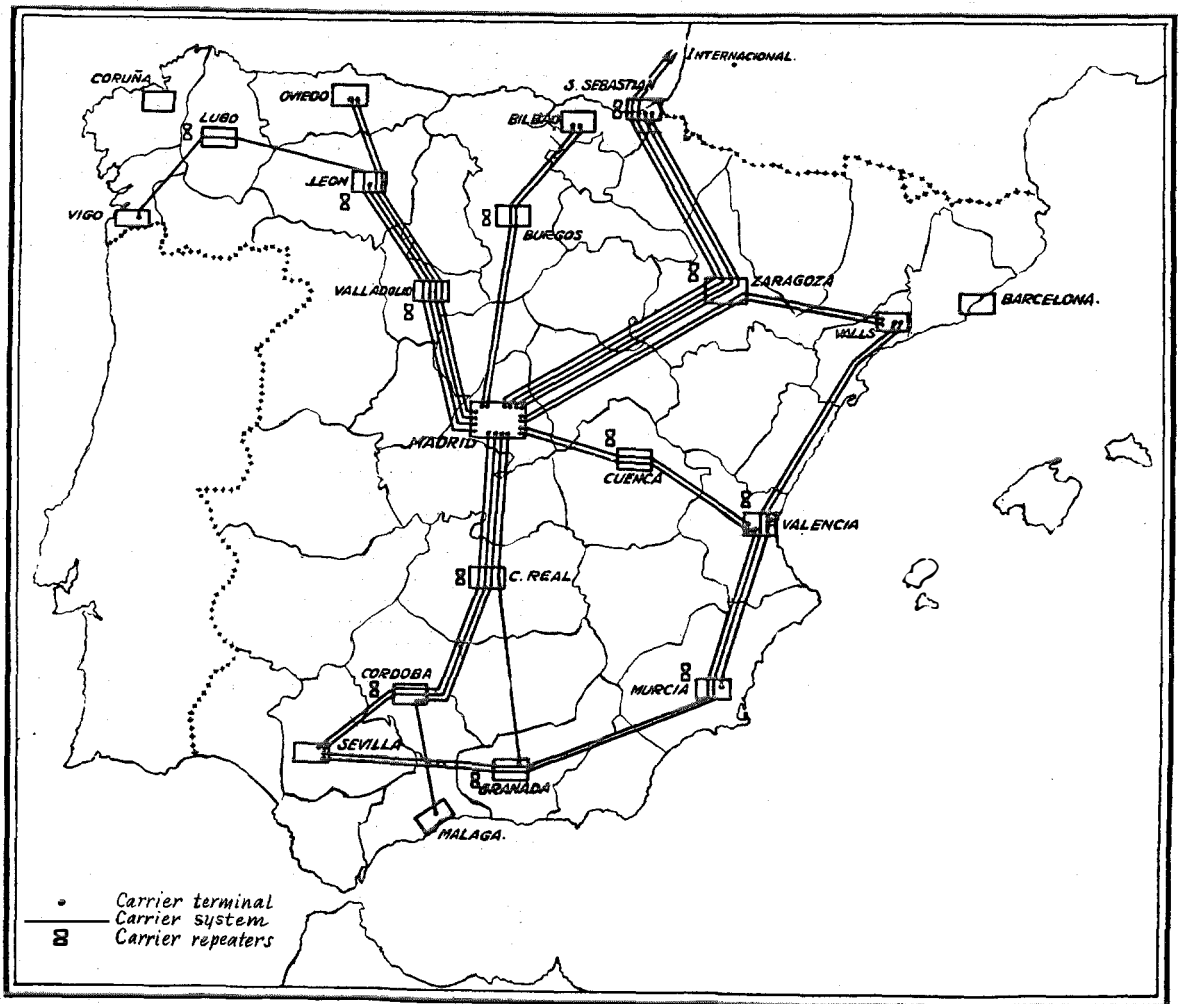 INTERNACIONAL.
CORUÑA
S. SEBASTIAN
OVIEDO
BILBAO
LUGO
LEON
VIGO
BURGOS
ZARAGOZA
VALLADOLID
BARCELONA.
VALLS
MADRID
CUENCA
VALENCIA
C. REAL
CORDOBA
MURCIA
SEVILLA
GRANADA
MALAGA.
Carrier terminal
Carrier system
Carrier repeaters